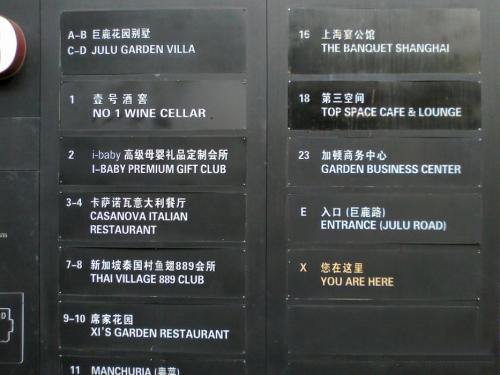 A-B 巨鹿花园别墅
C-D JULU GARDEN VILLA
1 壹号酒窖
NO 1 WINE CELLAR
2 i-baby 高级母婴礼品定制会所
I-BABY PREMIUM GIFT CLUB
3-4 卡萨诺瓦意大利餐厅
CASANOVA ITALIAN
RESTAURANT
7-8 新加坡泰国村鱼翅889会所
THAI VILLAGE 889 CLUB
9-10 席家花园
XI'S GARDEN RESTAURANT
11 MANCHURIA (粤菜)
16 上海宴公馆
THE BANQUET SHANGHAI
18 第三空间
TOP SPACE CAFE & LOUNGE
23 加顿商务中心
GARDEN BUSINESS CENTER
E 入口 (巨鹿路)
ENTRANCE (JULU ROAD)
X 您在这里
YOU ARE HERE